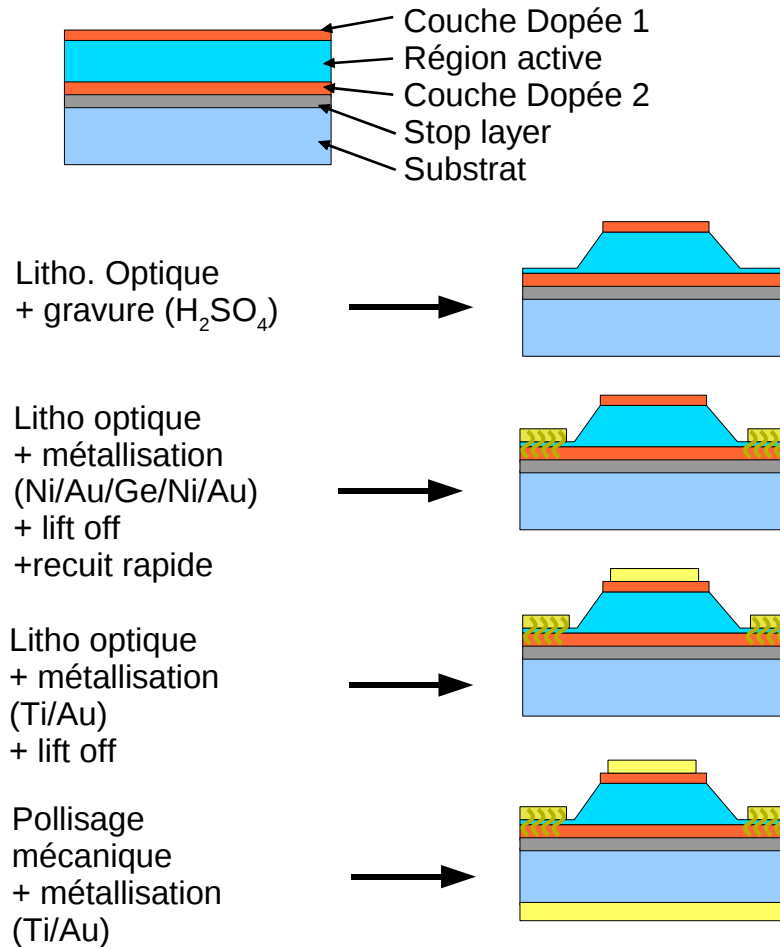 Couche Dopée 1
Région active
Couche Dopée 2
Stop layer
Substrat
Litho. Optique
+ gravure (H₂SO₄)
Litho optique
+ métallisation
(Ni/Au/Ge/Ni/Au)
+ lift off
+recuit rapide
Litho optique
+ métallisation
(Ti/Au)
+ lift off
Pollisage
mécanique
+ métallisation
(Ti/Au)